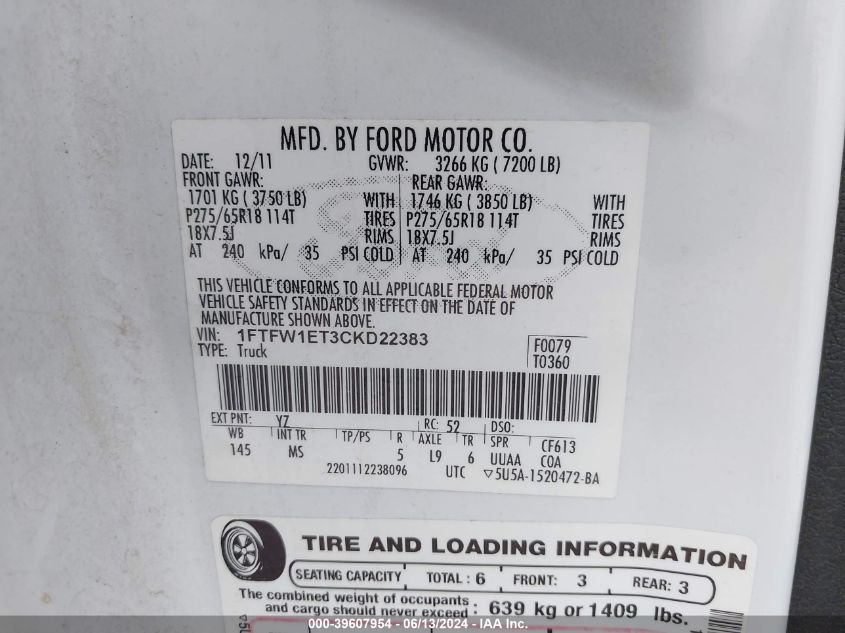 MFD. BY FORD MOTOR CO.
DATE: 12/11 GVWR: 3266 KG ( 7200 LB)
FRONT GAWR: REAR GAWR:
1701 KG ( 3750 LB) WITH 1746 KG ( 3850 LB) WITH
P275/65R18 114T TIRES P275/65R18 114T TIRES
18X7.5J RIMS 18X7.5J RIMS
AT 240 kPa/ 35 PSI COLD AT 240 kPa/ 35 PSI COLD
THIS VEHICLE CONFORMS TO ALL APPLICABLE FEDERAL MOTOR
VEHICLE SAFETY STANDARDS IN EFFECT ON THE DATE OF
MANUFACTURE SHOWN ABOVE.
VIN: 1FTFW1ET3CKD22383
TYPE: Truck
F0079
T0360
EXT PNT: YZ RC: 52 DSO:
WB INT TR TP/PS R AXLE TR SPR CF613
145 MS 5 L9 6 UUAA COA
2201112238096 UTC ▽5U5A-1520472-BA
TIRE AND LOADING INFORMATION
SEATING CAPACITY TOTAL : 6 FRONT: 3 REAR: 3
The combined weight of occupants
and cargo should never exceed : 639 kg or 1409 lbs.
000-39607954 - 06/13/2024 - IAA Inc.